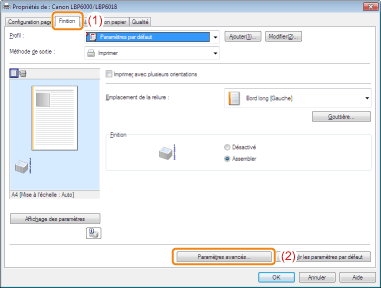 Propriétés de : Canon LBP6000/LBP6018
Configuration page Finition (1) on papier Qualité
Profil : Paramètres par défaut Ajouter(1)... Modifier(2)...
Méthode de sortie : Imprimer
Imprimer avec plusieurs orientations
Emplacement de la reliure : Bord long [Gauche]
Gouttière...
Finition
Désactivé
Assembler
A4 [Mise à l'échelle : Auto]
Affichage des paramètres
Paramètres avancés... (2) les paramètres par défaut
OK Annuler Aide